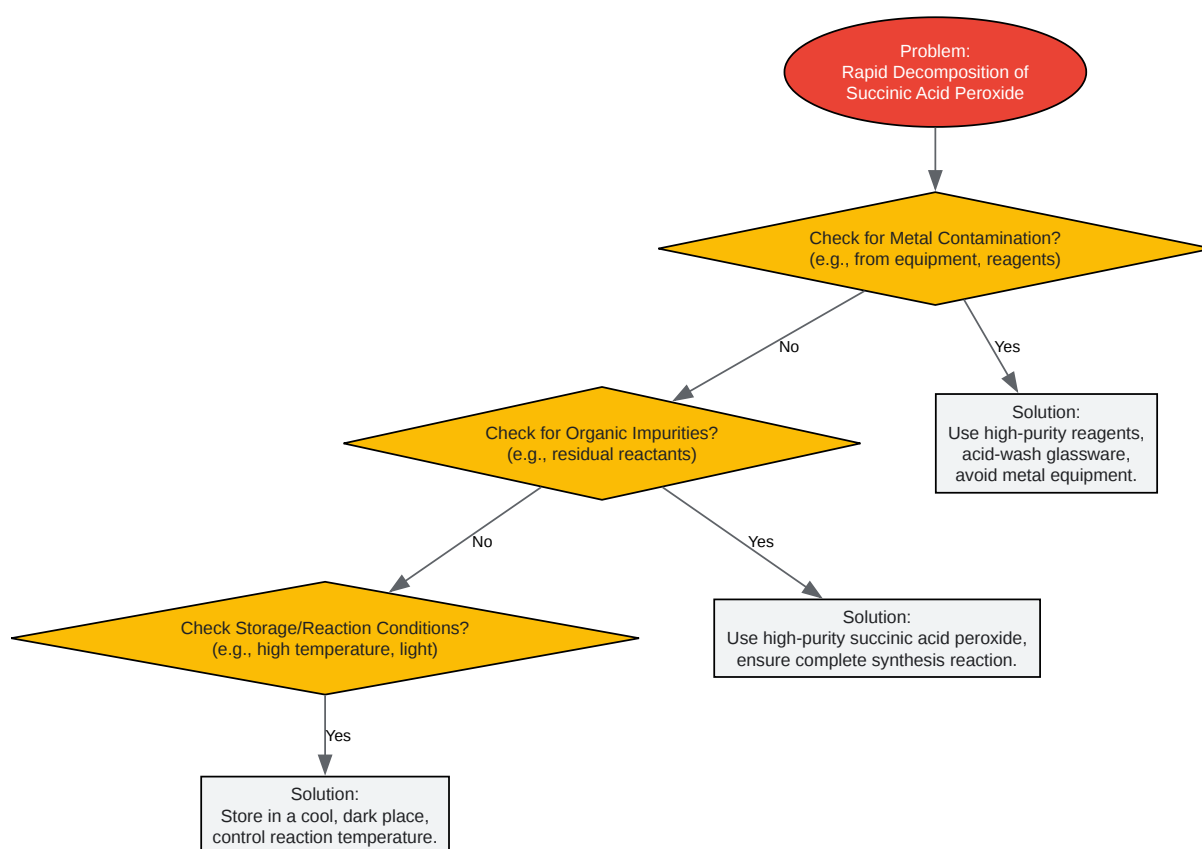 Problem:
Rapid Decomposition of
Succinic Acid Peroxide
Check for Metal Contamination?
(e.g., from equipment, reagents)
No
Yes
Solution:
Use high-purity reagents,
acid-wash glassware,
avoid metal equipment.
Check for Organic Impurities?
(e.g., residual reactants)
No
Yes
Solution:
Use high-purity succinic acid peroxide,
ensure complete synthesis reaction.
Check Storage/Reaction Conditions?
(e.g., high temperature, light)
Yes
Solution:
Store in a cool, dark place,
control reaction temperature.